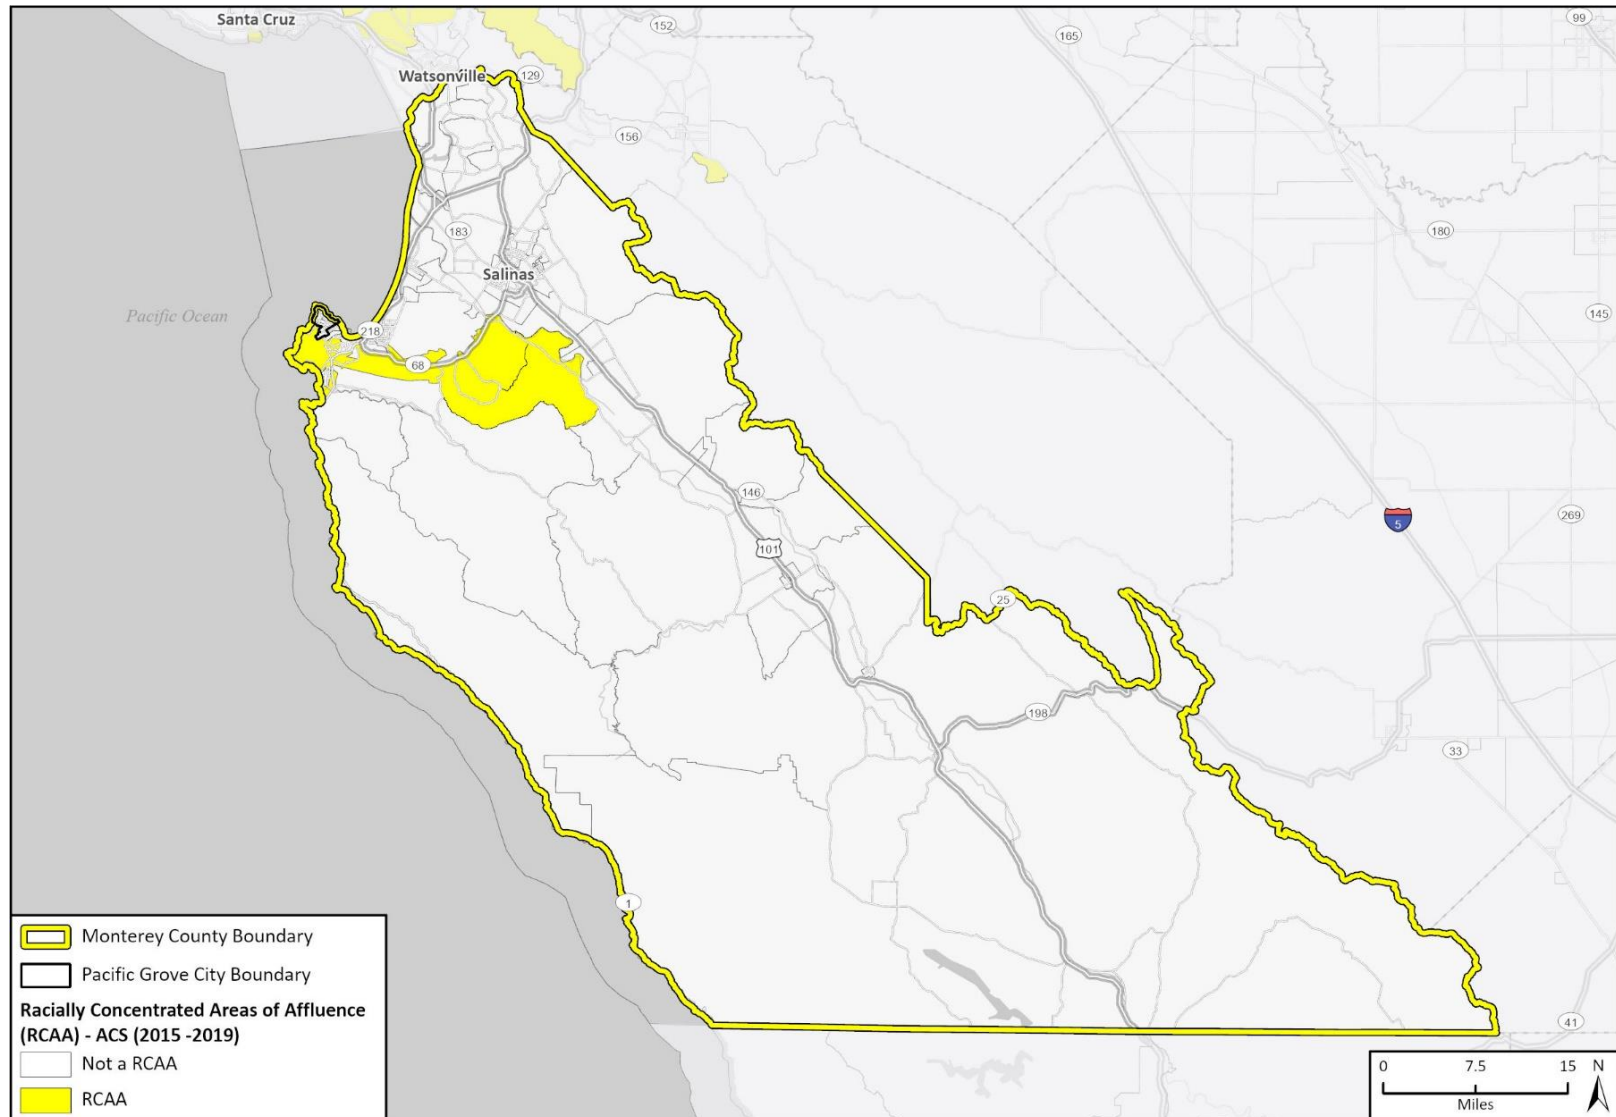 Santa Cruz
152
165
99
Watsonville
129
156
183
180
Salinas
Pacific Ocean
218
145
68
146
269
5
101
25
198
33
1
41
Monterey County Boundary
Pacific Grove City Boundary
Racially Concentrated Areas of Affluence
(RCAA) - ACS (2015 -2019)
Not a RCAA
RCAA
0 7.5 15 N
Miles